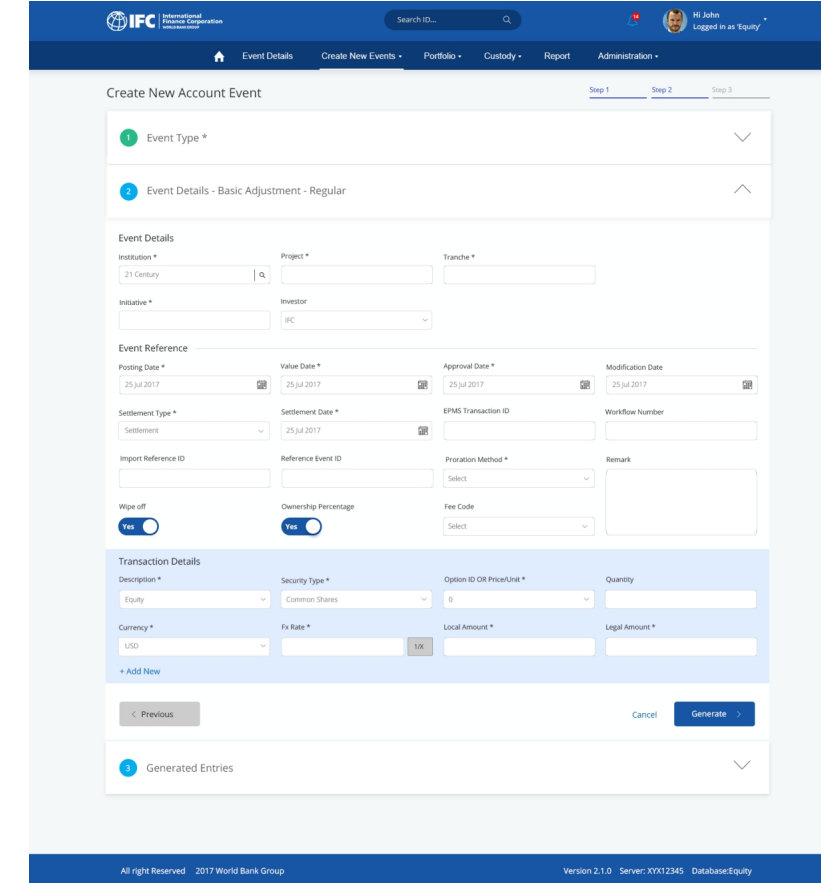 IFC International
Finance Corporation
WORLD BANK GROUP
Search ID...
14
Hi John
Logged in as 'Equity'
Event Details
Create New Events
Portfolio
Custody
Report
Administration
Create New Account Event
Step 1
Step 2
Step 3
1 Event Type *
2 Event Details - Basic Adjustment - Regular
Event Details
Institution * Project * Tranche *
21 Century
Initiative * Investor
IFC
Event Reference
Posting Date * Value Date * Approval Date * Modification Date
25 Jul 2017 25 Jul 2017 25 Jul 2017 25 Jul 2017
Settlement Type * Settlement Date * EPMS Transaction ID Workflow Number
Settlement 25 Jul 2017
Import Reference ID Reference Event ID Proration Method * Remark
Select
Wipe off Ownership Percentage Fee Code
Yes Yes Select
Transaction Details
Description * Security Type * Option ID OR Price/Unit * Quantity
Equity Common Shares 0
Currency * Fx Rate * Local Amount * Legal Amount *
USD 1/X
+ Add New
< Previous Cancel Generate >
3 Generated Entries
All right Reserved 2017 World Bank Group Version 2.1.0 Server: XYX12345 Database:Equity